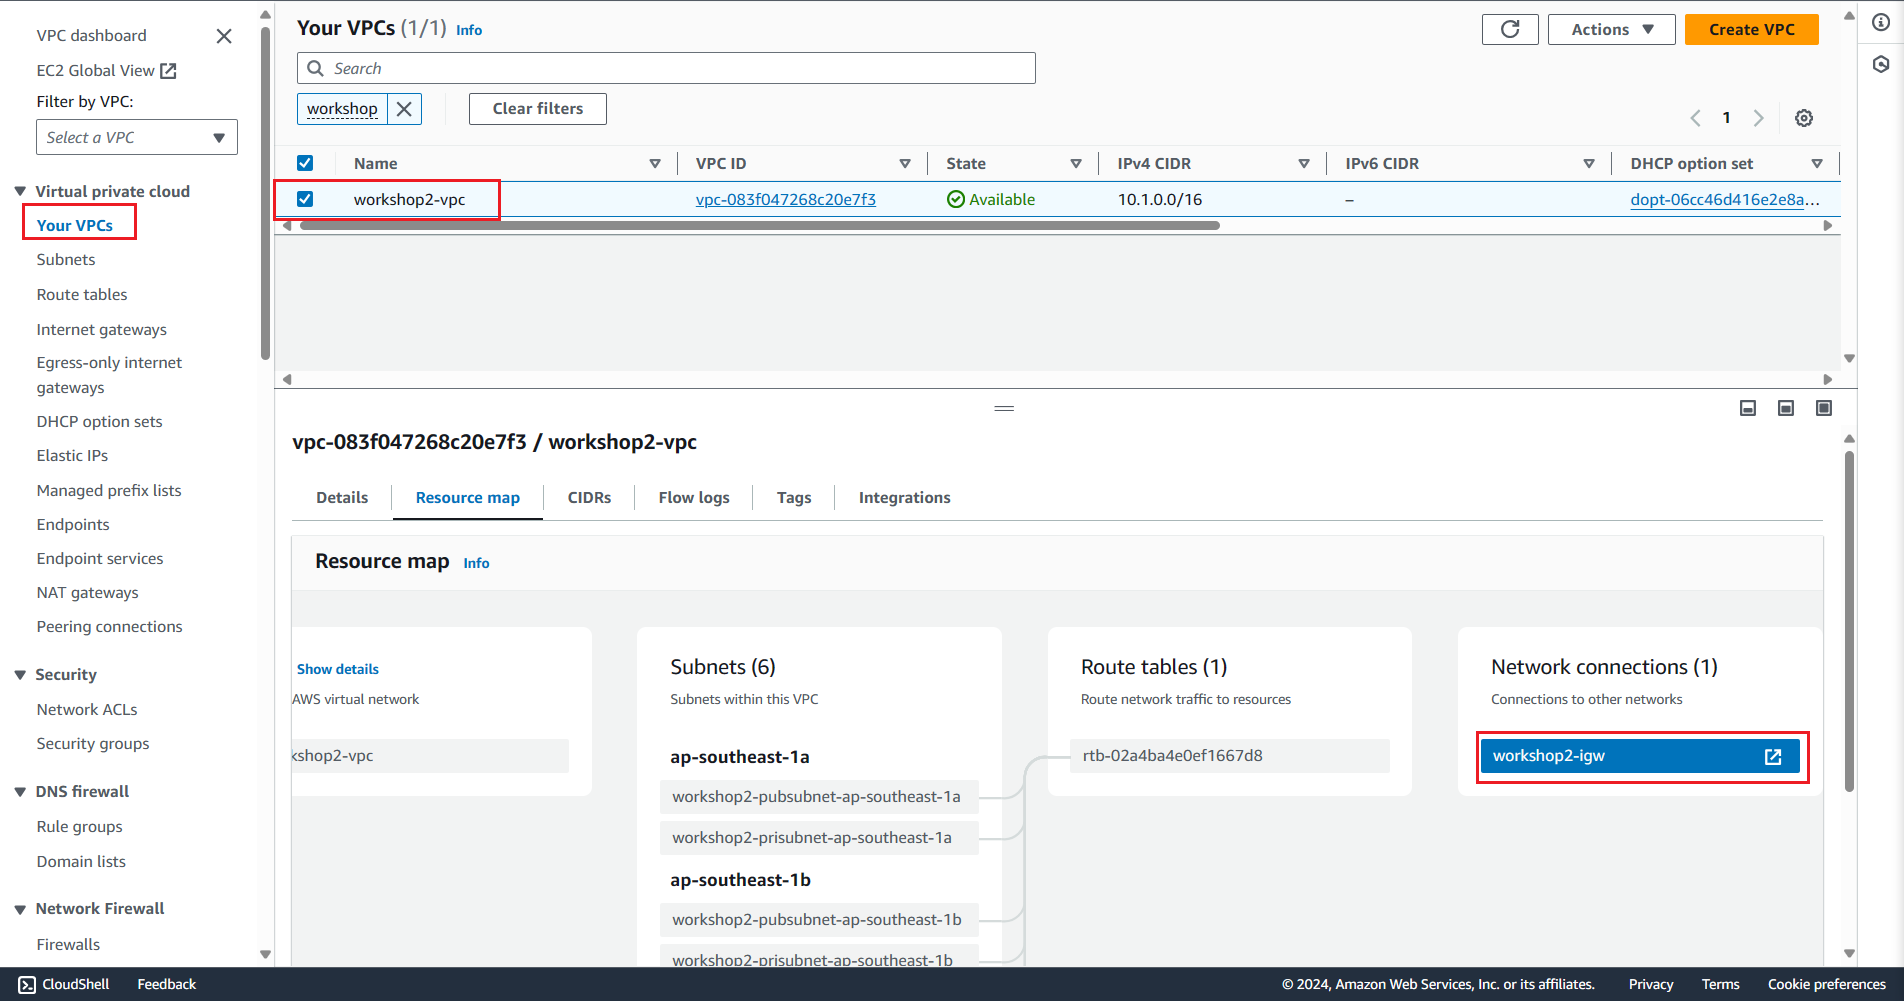 VPC dashboard
EC2 Global View
Filter by VPC:
Select a VPC
Virtual private cloud
Your VPCs
Subnets
Route tables
Internet gateways
Egress-only internet
gateways
DHCP option sets
Elastic IPs
Managed prefix lists
Endpoints
Endpoint services
NAT gateways
Peering connections
Security
Network ACLs
Security groups
DNS firewall
Rule groups
Domain lists
Network Firewall
Firewalls
Your VPCs (1/1) Info
Actions
Create VPC
Search
workshop
Clear filters
1
Name VPC ID State IPv4 CIDR IPv6 CIDR DHCP option set
workshop2-vpc vpc-083f047268c20e7f3 Available 10.1.0.0/16 – dopt-06cc46d416e2e8a...
vpc-083f047268c20e7f3 / workshop2-vpc
Details Resource map CIDRs Flow logs Tags Integrations
Resource map Info
Show details
AWS virtual network
kshop2-vpc
Subnets (6)
Subnets within this VPC
ap-southeast-1a
workshop2-pubsubnet-ap-southeast-1a
workshop2-prisubnet-ap-southeast-1a
ap-southeast-1b
workshop2-pubsubnet-ap-southeast-1b
workshop2-prisubnet-ap-southeast-1b
Route tables (1)
Route network traffic to resources
rtb-02a4ba4e0ef1667d8
Network connections (1)
Connections to other networks
workshop2-igw
CloudShell Feedback © 2024, Amazon Web Services, Inc. or its affiliates. Privacy Terms Cookie preferences